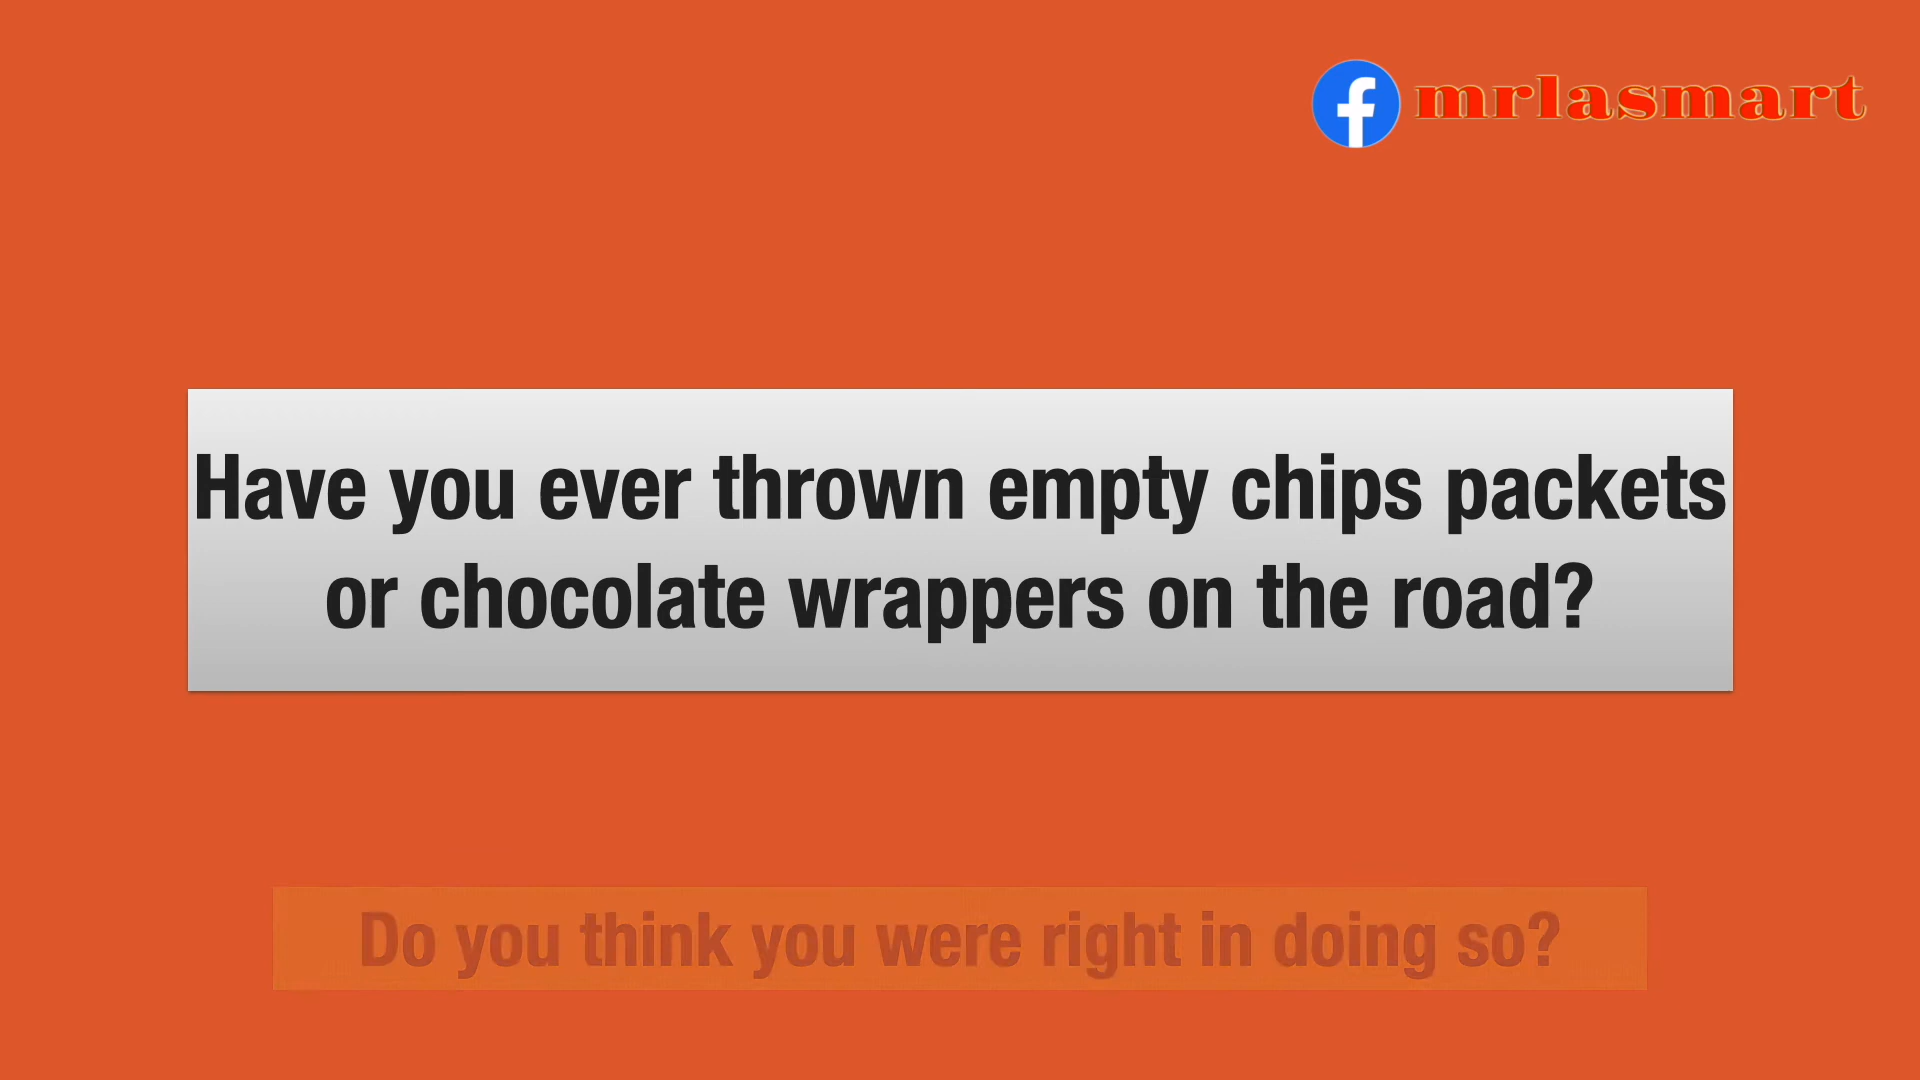 mrlasmart
Have you ever thrown empty chips packets
or chocolate wrappers on the road?
Do you think you were right in doing so?